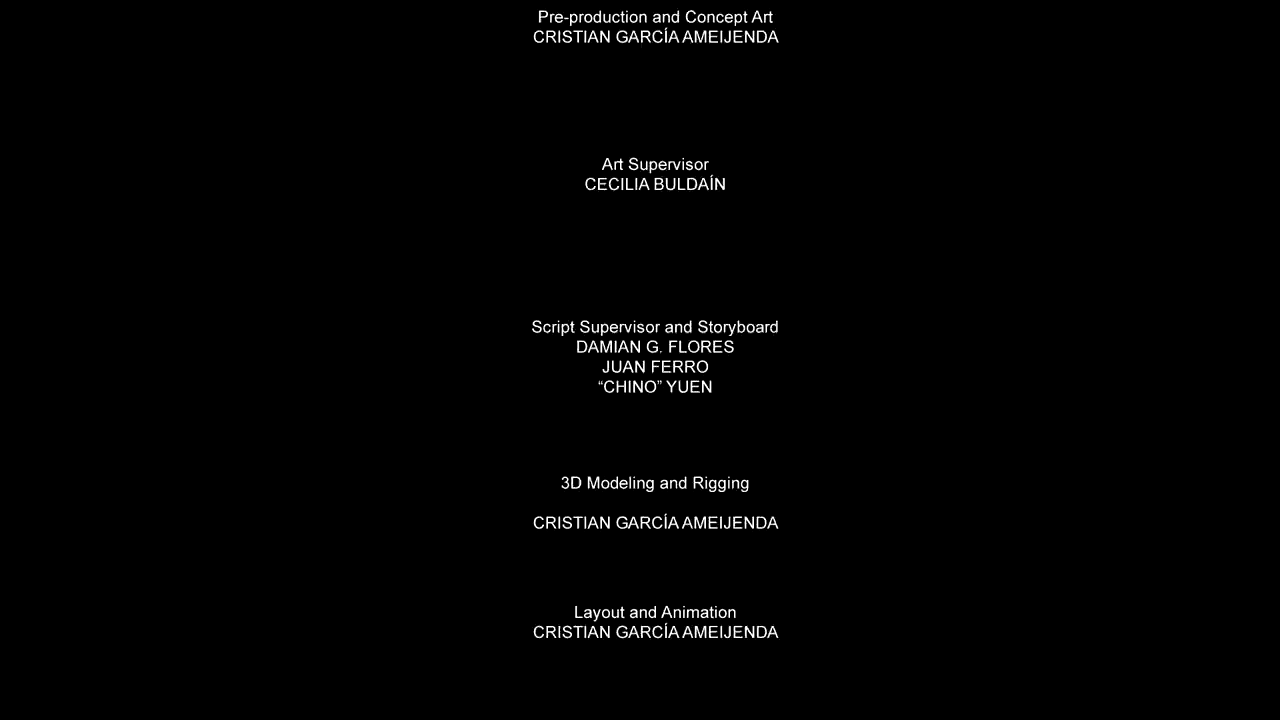 Pre-production and Concept Art
CRISTIAN GARCÍA AMEIJENDA
Art Supervisor
CECILIA BULDAÍN
Script Supervisor and Storyboard
DAMIAN G. FLORES
JUAN FERRO
“CHINO” YUEN
3D Modeling and Rigging
CRISTIAN GARCÍA AMEIJENDA
Layout and Animation
CRISTIAN GARCÍA AMEIJENDA